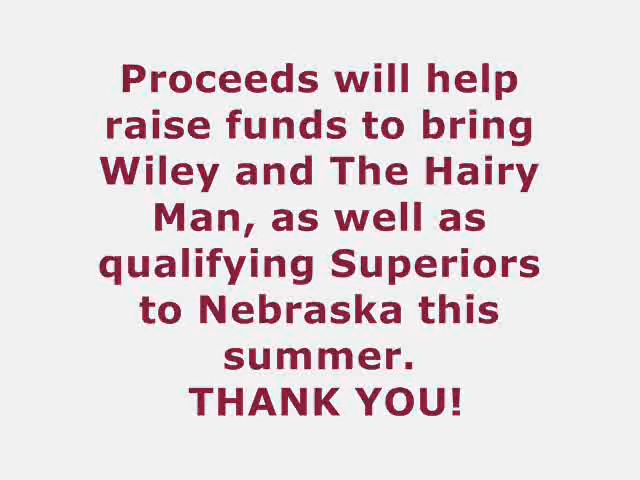 Proceeds will help
raise funds to bring
Wiley and The Hairy
Man, as well as
qualifying Superiors
to Nebraska this
summer.
THANK YOU!